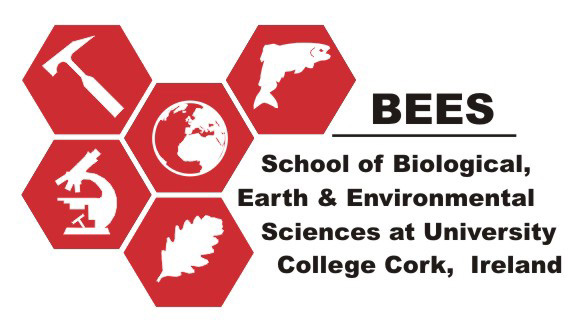 BEES
School of Biological,
Earth & Environmental
Sciences at University
College Cork, Ireland